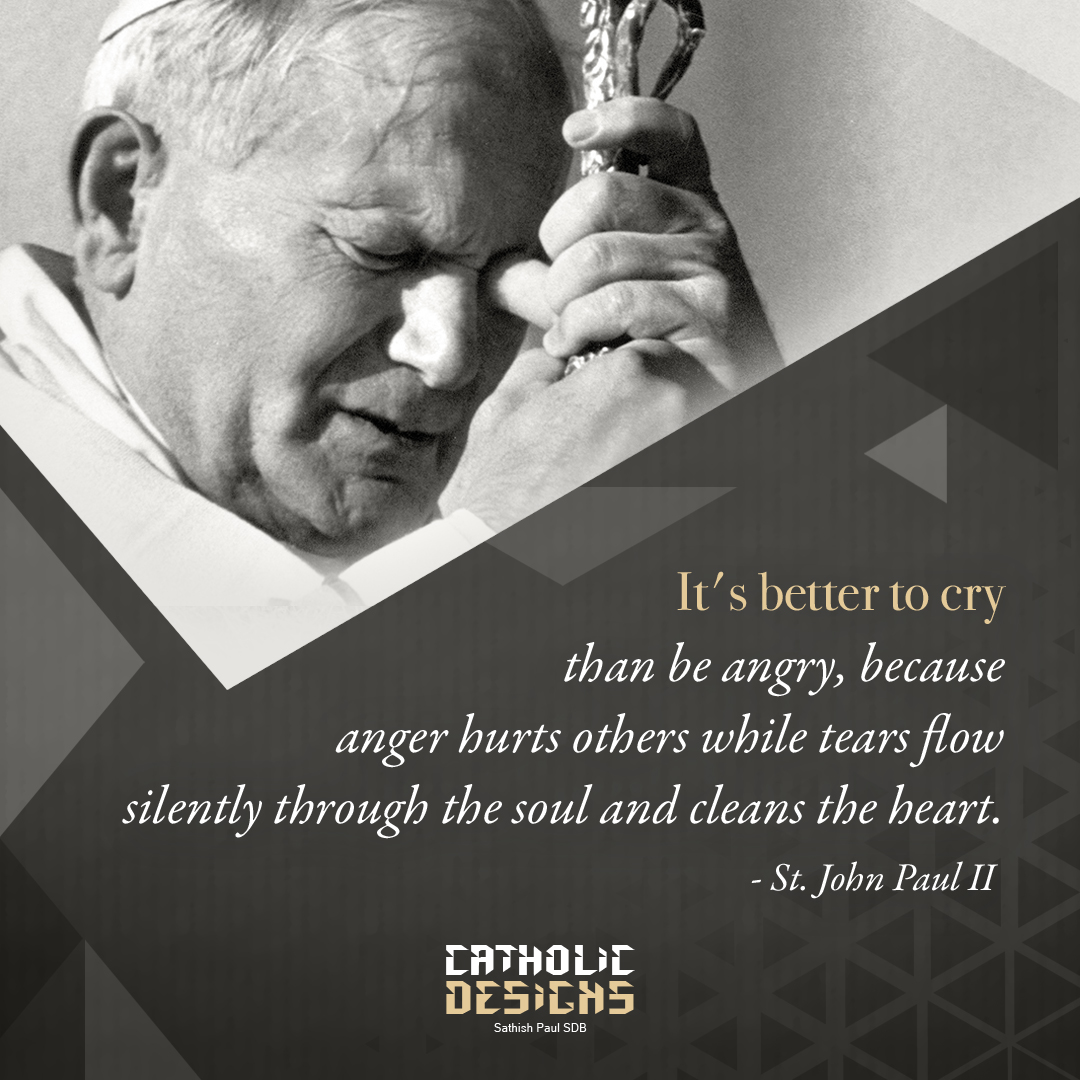 It's better to cry
than be angry, because
anger hurts others while tears flow
silently through the soul and cleans the heart.
- St. John Paul II
CATHOLIC
DESIGNS
Sathish Paul SDB